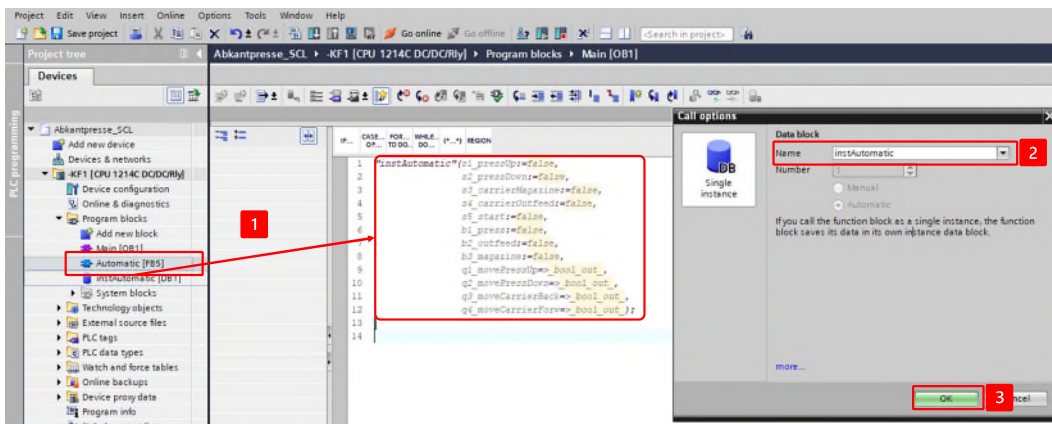 Project Edit View Insert Online Options Tools Window Help
Save project Go online Go offline <Search in project>
Project tree
Abkantpresse_SCL ▸ -KF1 [CPU 1214C DC/DC/Rly] ▸ Program blocks ▸ Main [OB1]
Devices
PLC programming
Abkantpresse_SCL
Add new device
Devices & networks
-KF1 [CPU 1214C DC/DC/Rly]
Device configuration
Online & diagnostics
Program blocks
Add new block
Main [OB1]
Automatic [FB5]
instAutomatic [DB1]
System blocks
Technology objects
External source files
PLC tags
PLC data types
Watch and force tables
Online backups
Device proxy data
Program info
1
IF... CASE... FOR... WHILE... (*...*) REGION
OF... TO DO... DO...
1 "instAutomatic"(s1_pressUp:=false,
2 s2_pressDown:=false,
3 s3_carrierMagazine:=false,
4 s4_carrierOutfeed:=false,
5 s5_start:=false,
6 b1_press:=false,
7 b2_outfeed:=false,
8 b3_magazine:=false,
9 q1_movePressUp=>_bool_out_,
10 q2_movePressDown=>_bool_out_,
11 q3_moveCarrierBack=>_bool_out_,
12 q4_moveCarrierForw=>_bool_out_);
13
14
Call options
Data block
Name instAutomatic
2
Number 1
Manual
Automatic
DB
Single
instance
If you call the function block as a single instance, the function
block saves its data in its own instance data block.
more...
OK
3